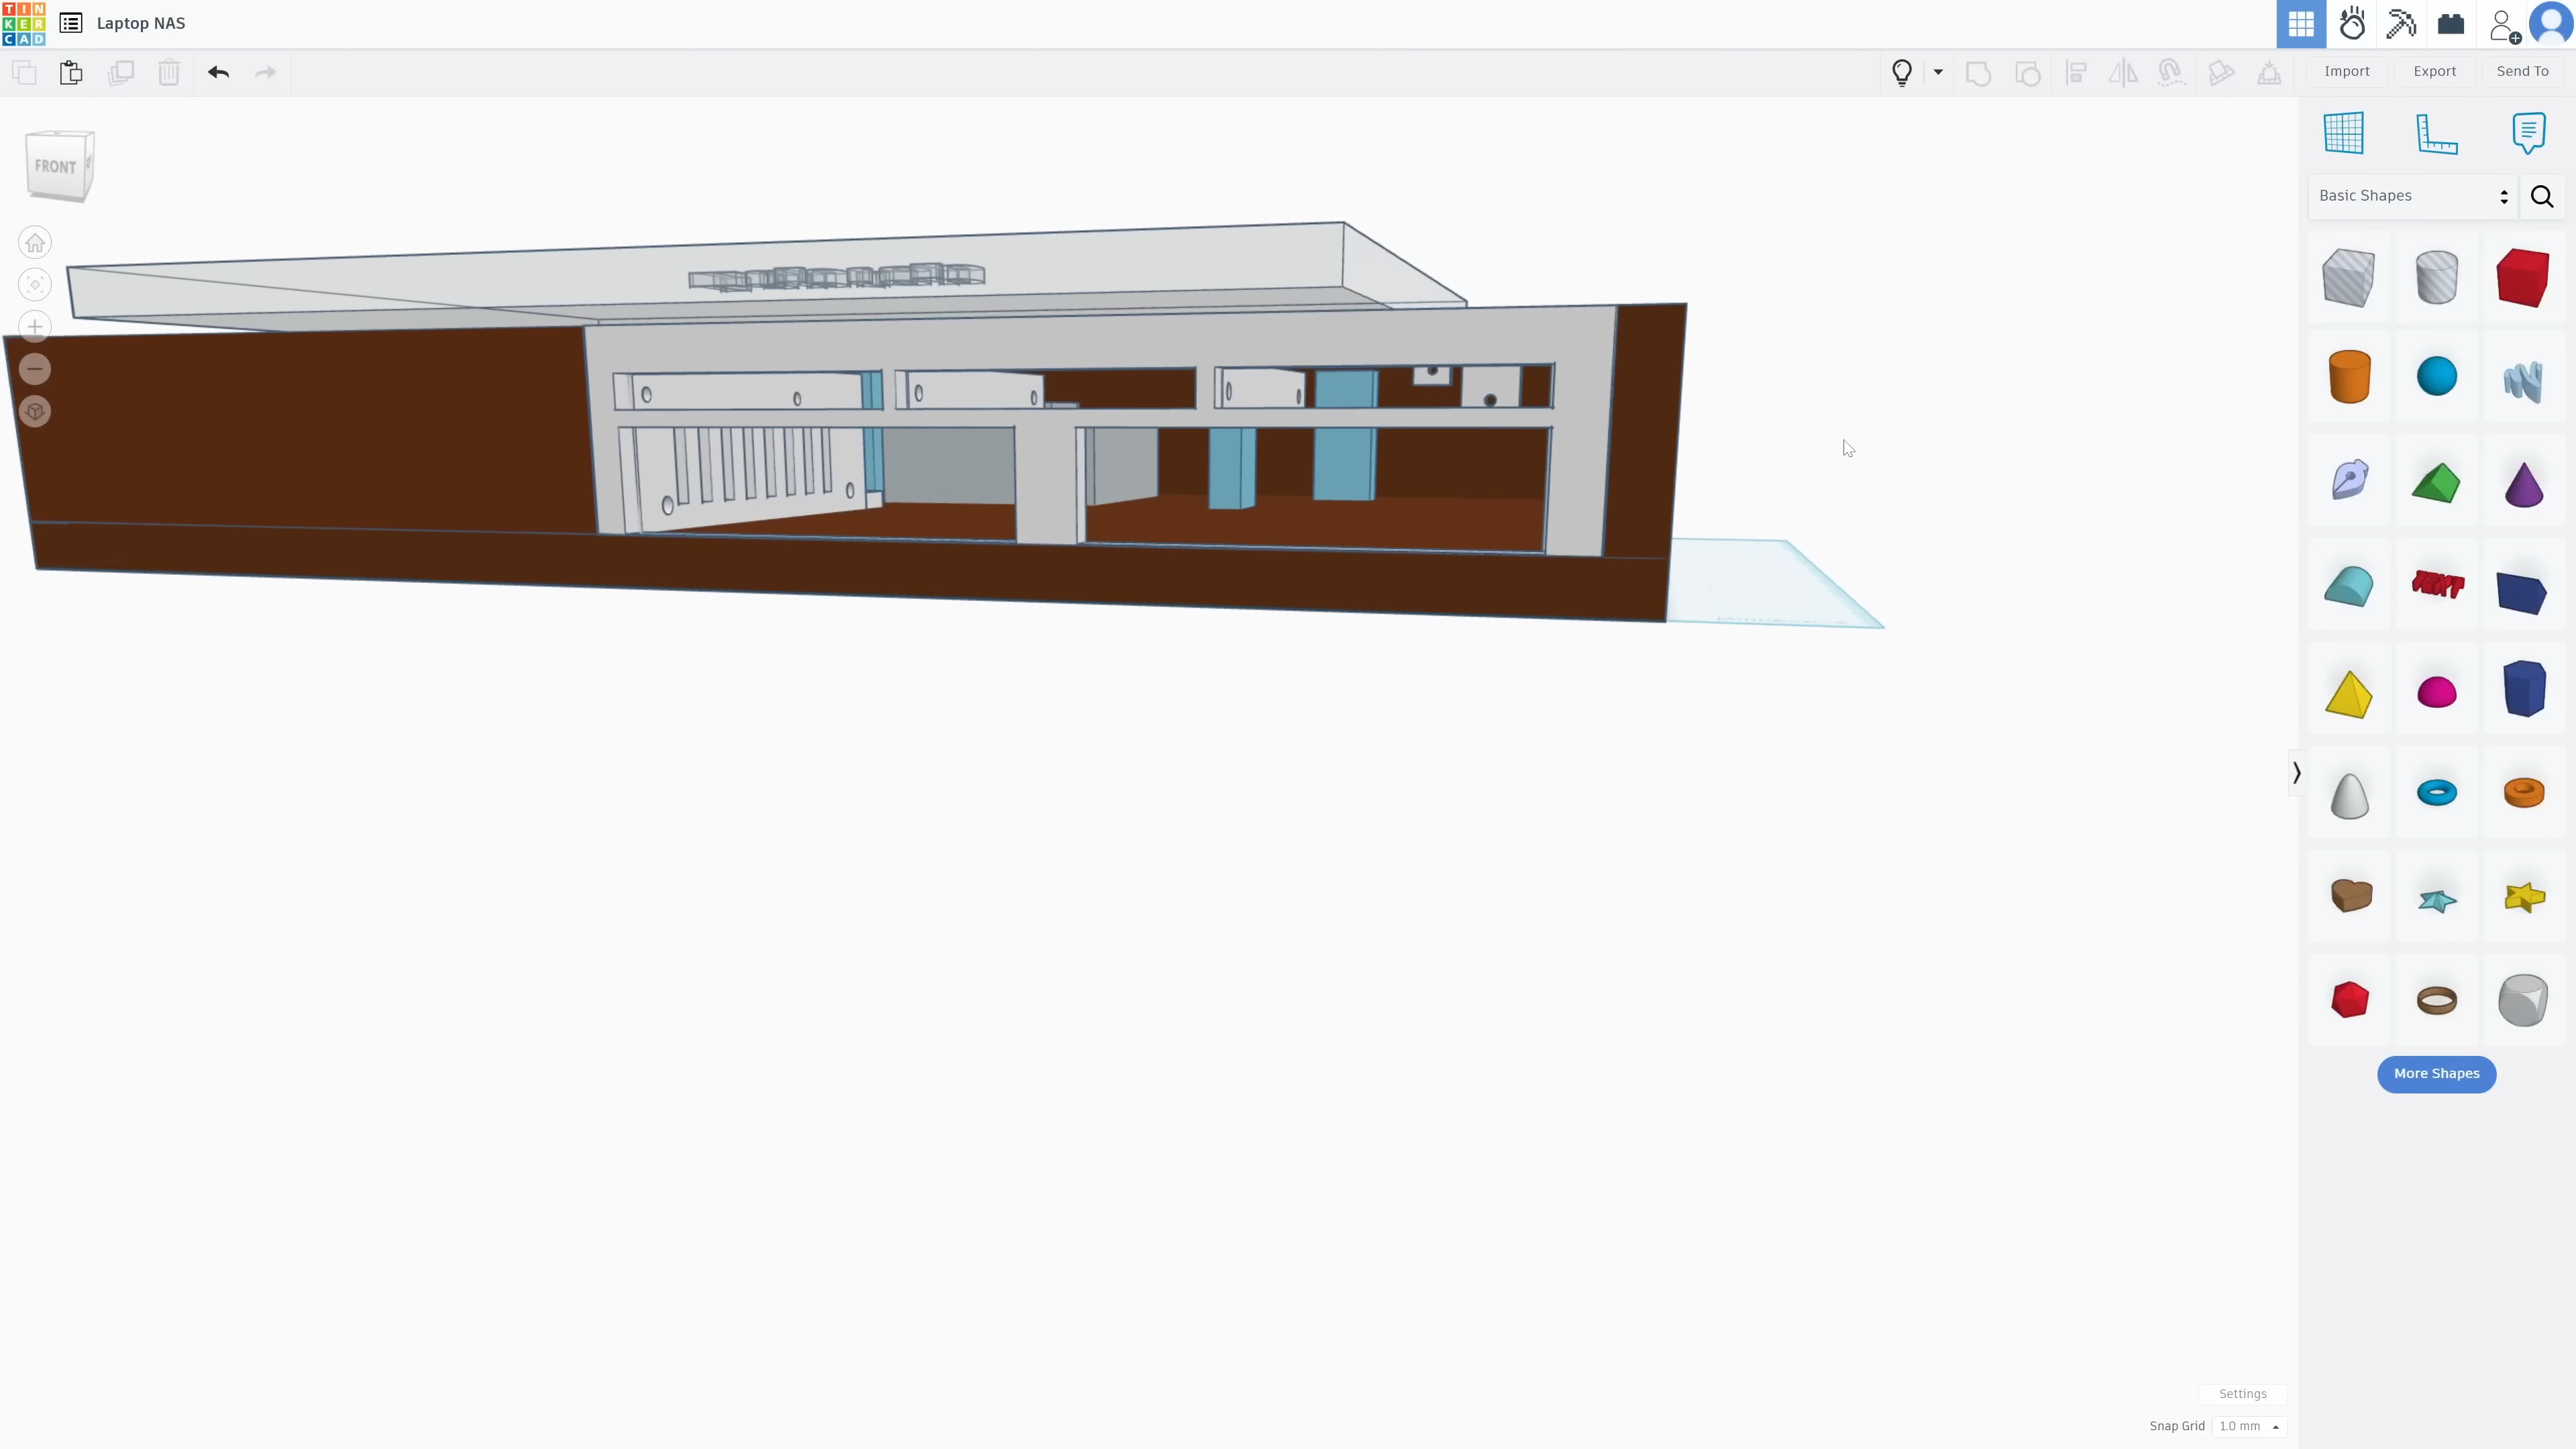 TIN
KER
CAD
Laptop NAS
Import
Export
Send To
FRONT
Basic Shapes
TEXT
More Shapes
Settings
Snap Grid
1.0 mm